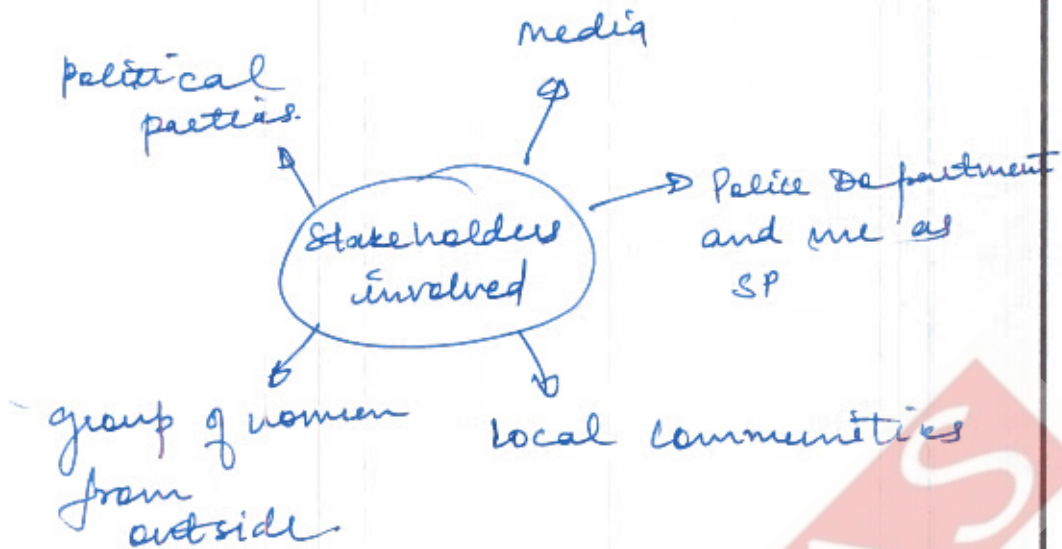 Media
Political
parties.
Stakeholders
involved
Police Department
and me as
SP
group of women
from
outside
Local communities
S